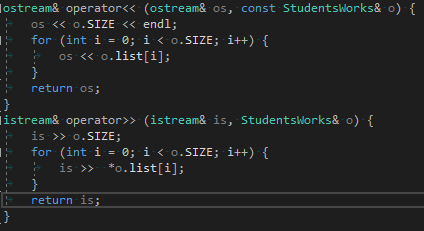 ostream& operator<< (ostream& os, const StudentsWorks& o) {
os << o.SIZE << endl;
for (int i = 0; i < o.SIZE; i++) {
os << o.list[i];
}
return os;
}
istream& operator>> (istream& is, StudentsWorks& o) {
is >> o.SIZE;
for (int i = 0; i < o.SIZE; i++) {
is >>  *o.list[i];
}
return is;
}